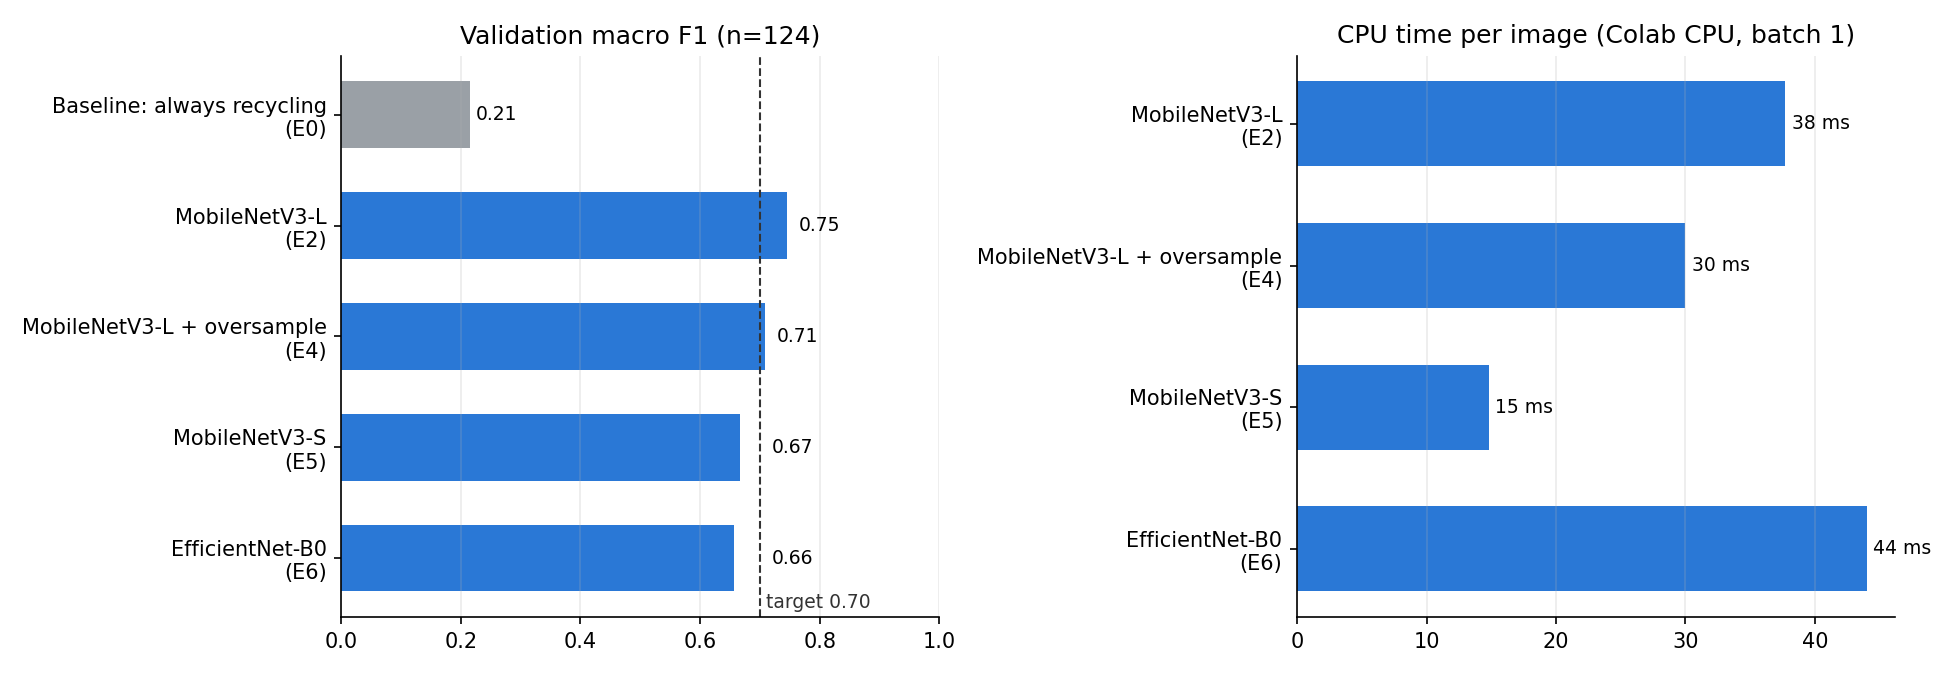 Validation macro F1 (n=124)
Baseline: always recycling
(E0)
0.21
MobileNetV3-L
(E2)
0.75
MobileNetV3-L + oversample
(E4)
0.71
MobileNetV3-S
(E5)
0.67
EfficientNet-B0
(E6)
0.66
target 0.70
0.0 0.2 0.4 0.6 0.8 1.0
CPU time per image (Colab CPU, batch 1)
MobileNetV3-L
(E2)
38 ms
MobileNetV3-L + oversample
(E4)
30 ms
MobileNetV3-S
(E5)
15 ms
EfficientNet-B0
(E6)
44 ms
0 10 20 30 40